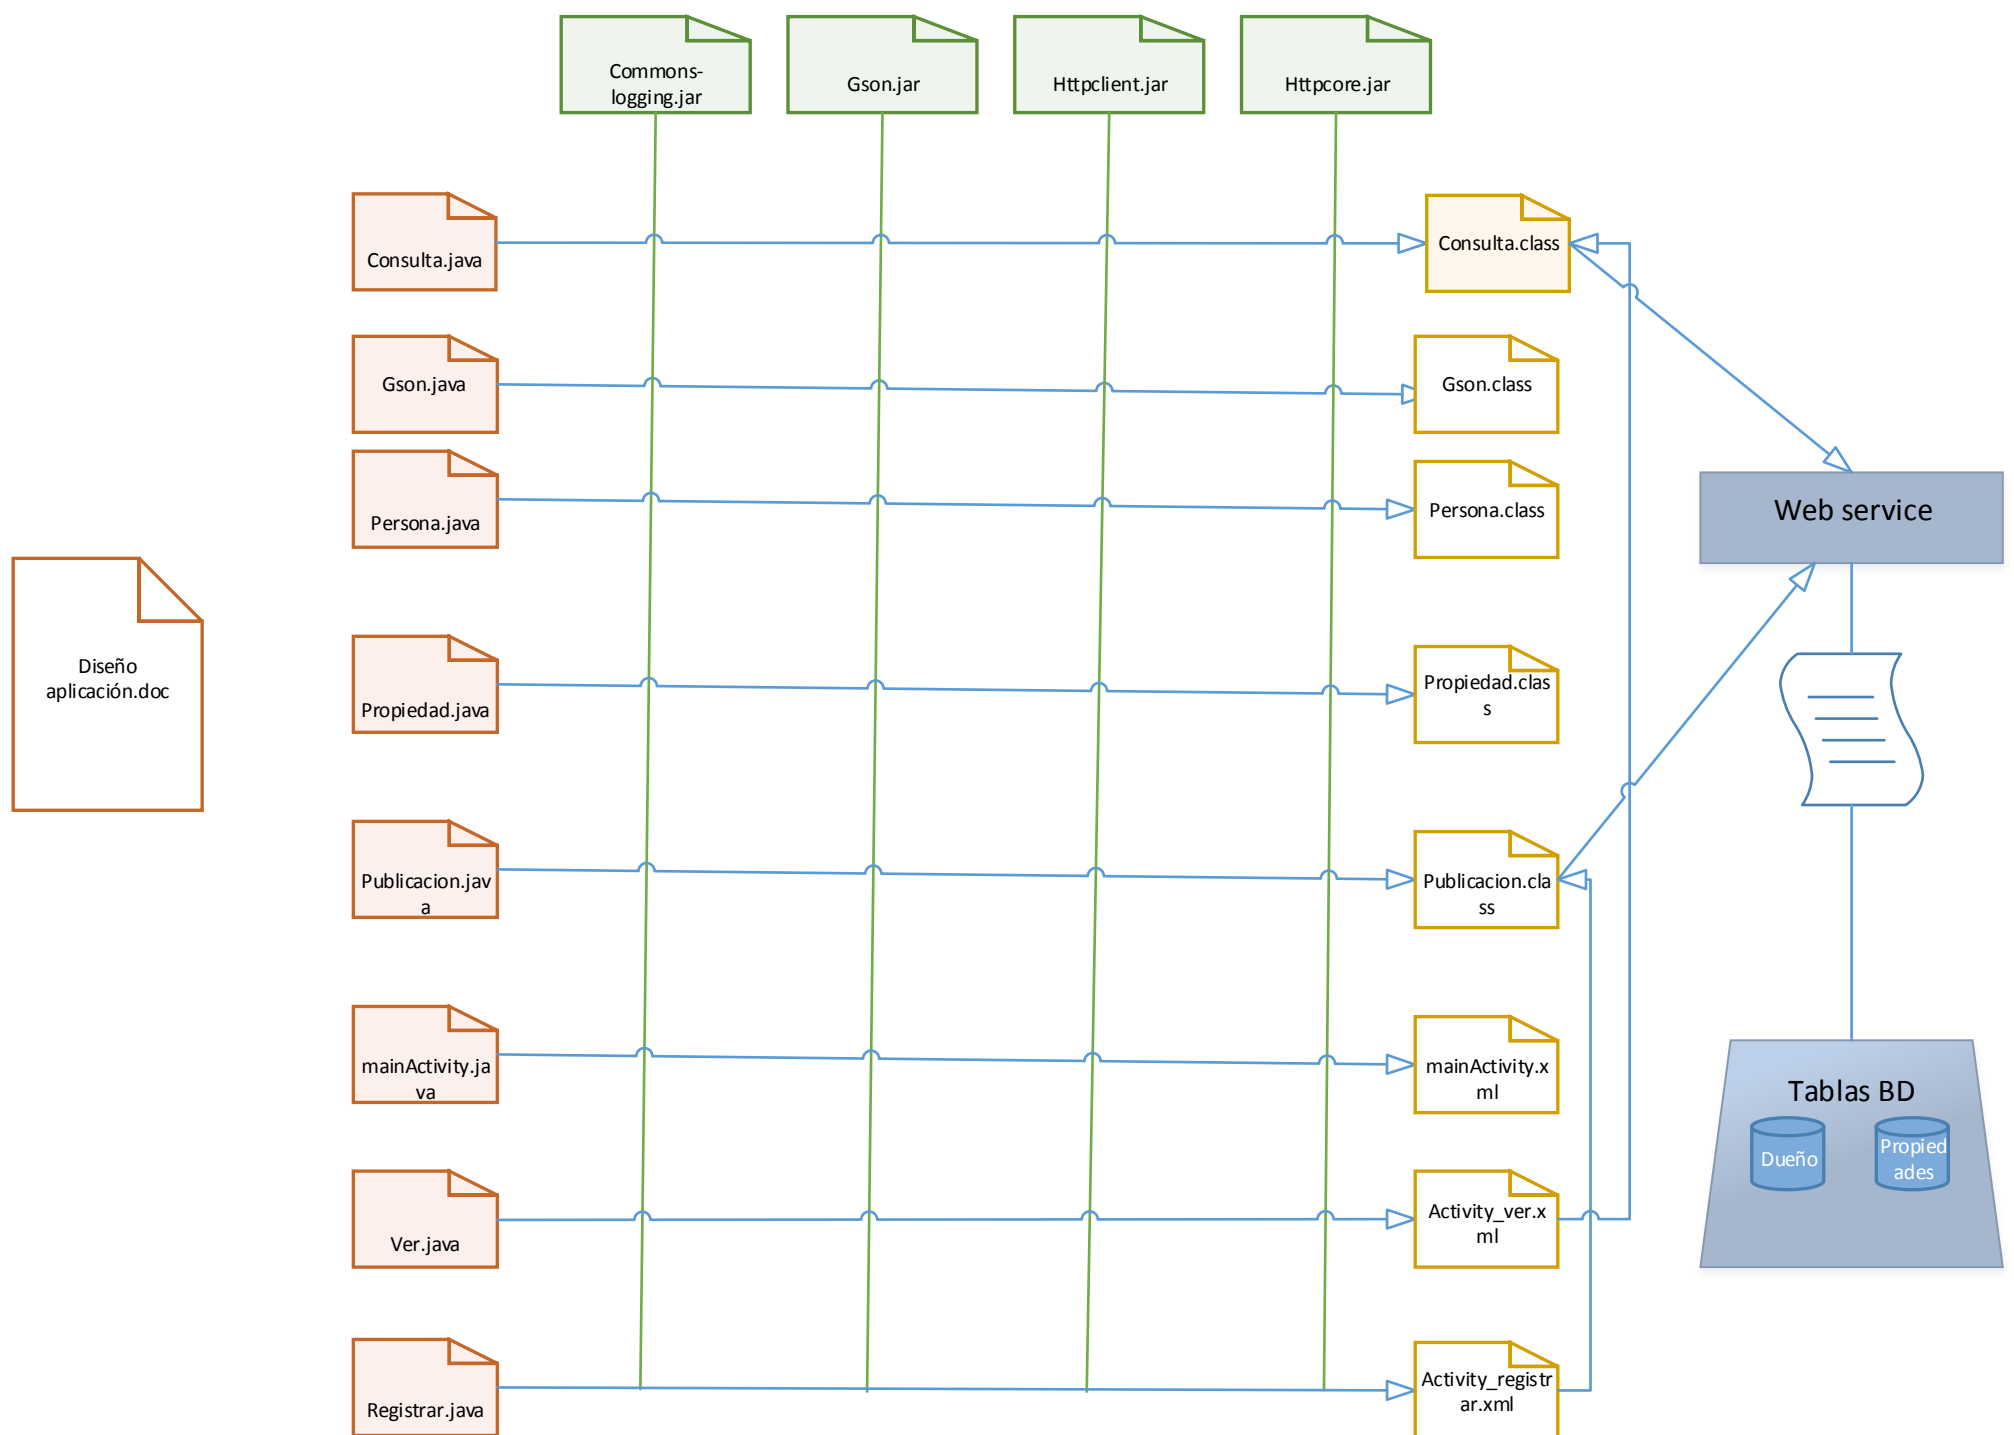 Commons-
logging.jar
Gson.jar
Httpclient.jar
Httpcore.jar
Consulta.java
Consulta.class
Gson.java
Gson.class
Persona.java
Persona.class
Web service
Diseño
aplicación.doc
Propiedad.java
Propiedad.clas
s
Publicacion.jav
a
Publicacion.cla
ss
mainActivity.ja
va
mainActivity.x
ml
Tablas BD
Dueño
Propied
ades
Ver.java
Activity_ver.x
ml
Registrar.java
Activity_registr
ar.xml